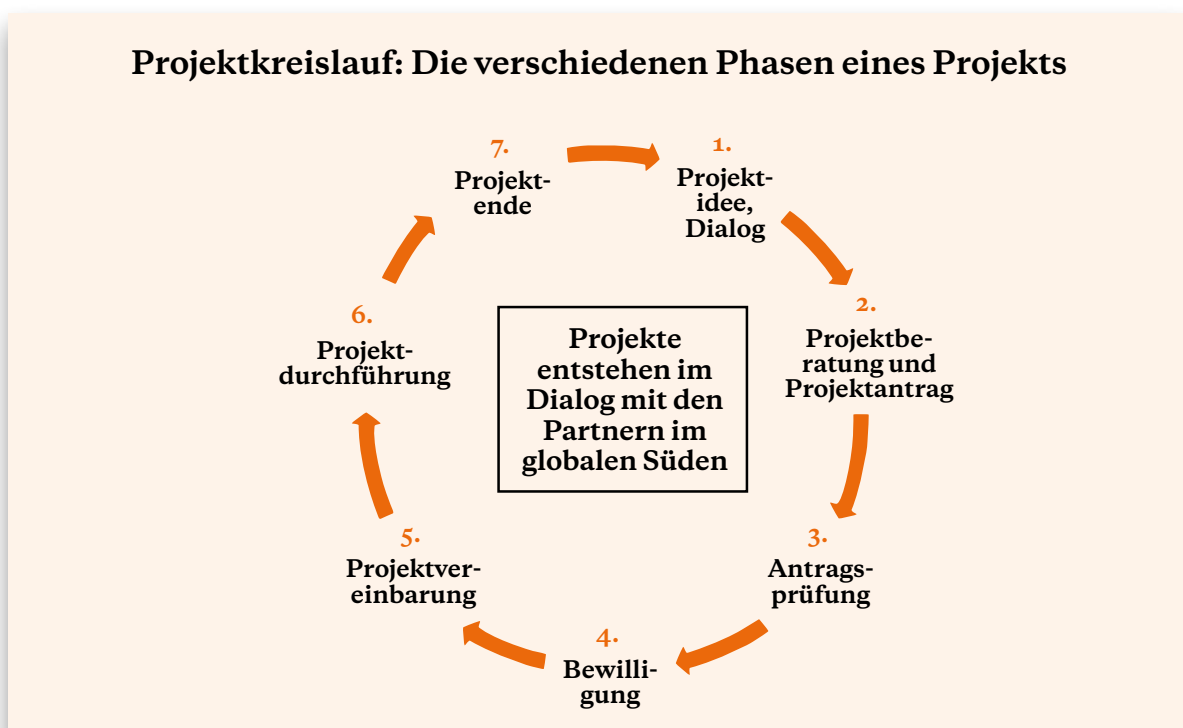 Projektkreislauf: Die verschiedenen Phasen eines Projekts
1.
Projekt-
idee,
Dialog
2.
Projektbe-
ratung und
Projektantrag
3.
Antrags-
prüfung
4.
Bewilli-
gung
5.
Projektver-
einbarung
6.
Projekt-
durchführung
7.
Projekt-
ende
Projekte
entstehen im
Dialog mit den
Partnern im
globalen Süden